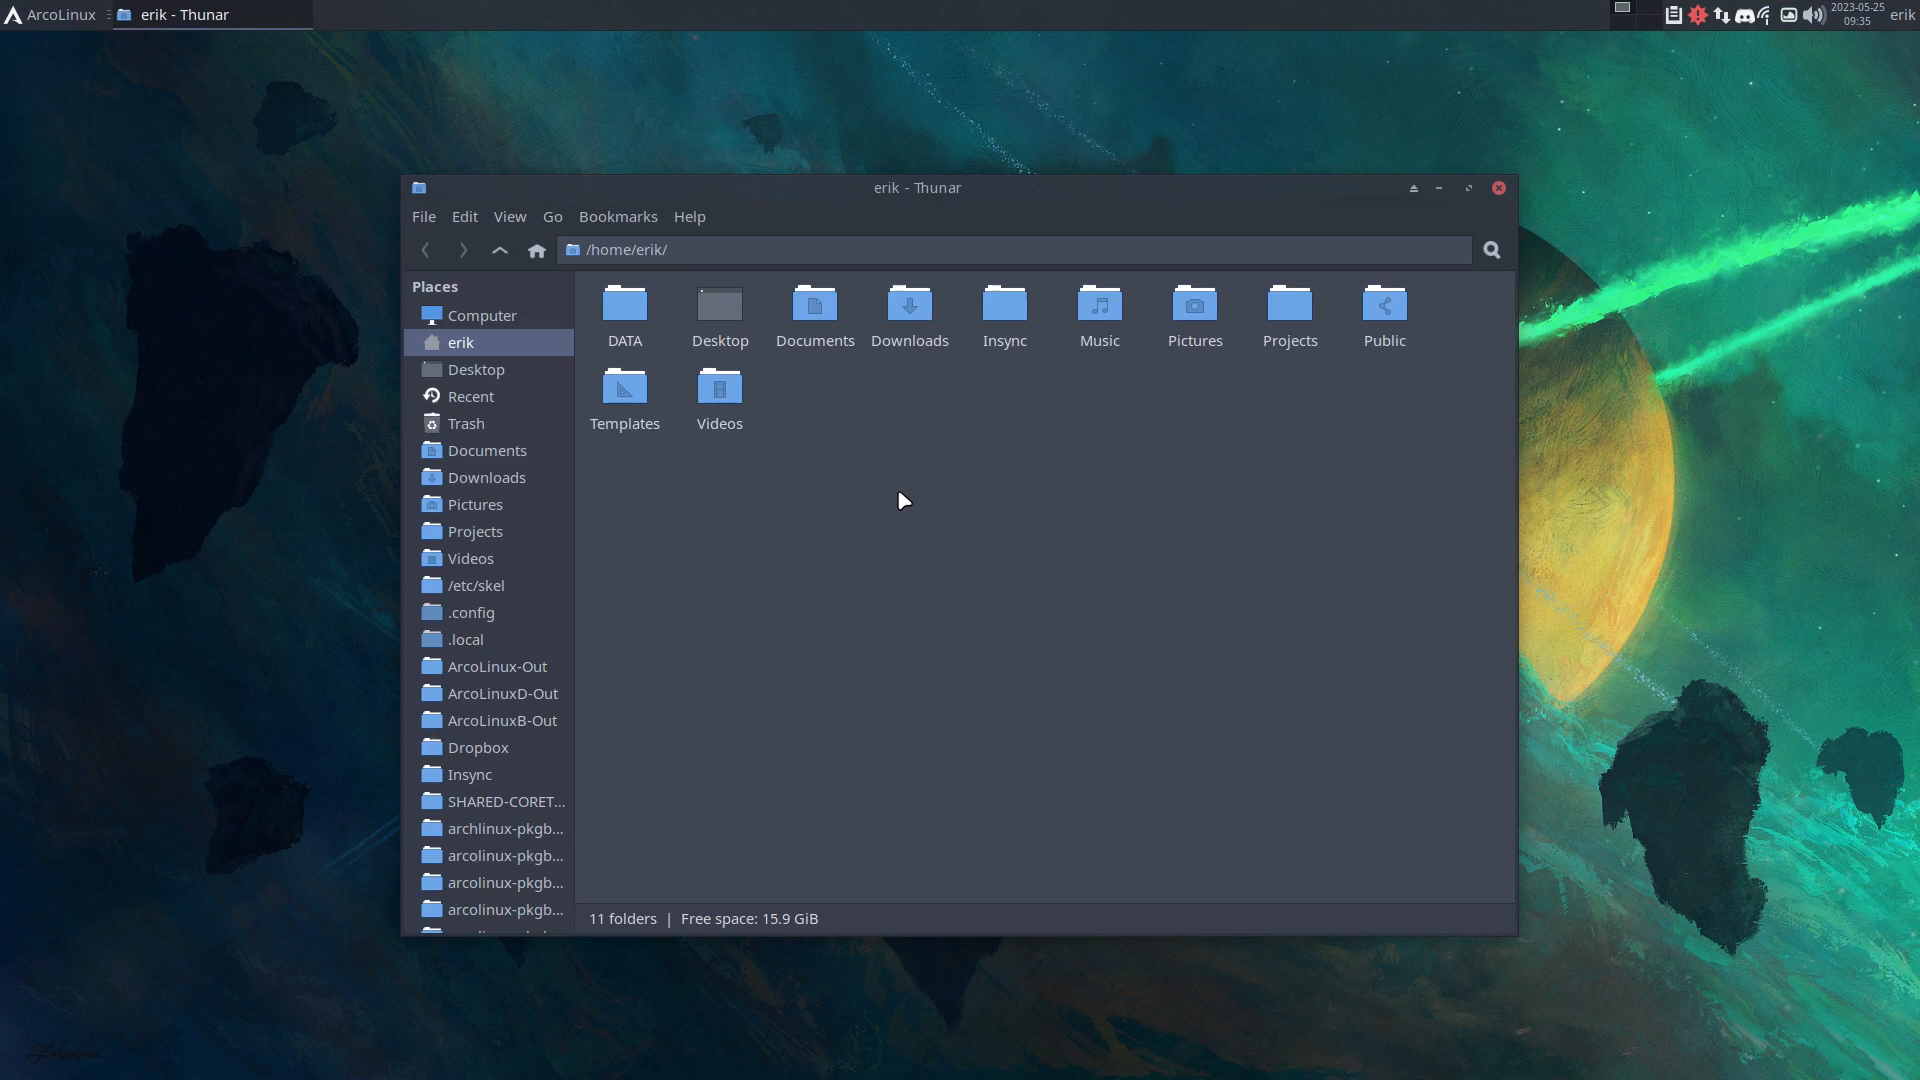 ArcoLinux
erik - Thunar
2023-05-25
09:35
erik
erik - Thunar
File Edit View Go Bookmarks Help
/home/erik/
Places
Computer
erik
Desktop
Recent
Trash
Documents
Downloads
Pictures
Projects
Videos
/etc/skel
.config
.local
ArcoLinux-Out
ArcoLinuxD-Out
ArcoLinuxB-Out
Dropbox
Insync
SHARED-CORET...
archlinux-pkgb...
arcolinux-pkgb...
arcolinux-pkgb...
arcolinux-pkgb...
DATA Desktop Documents Downloads Insync Music Pictures Projects Public
Templates Videos
11 folders | Free space: 15.9 GiB